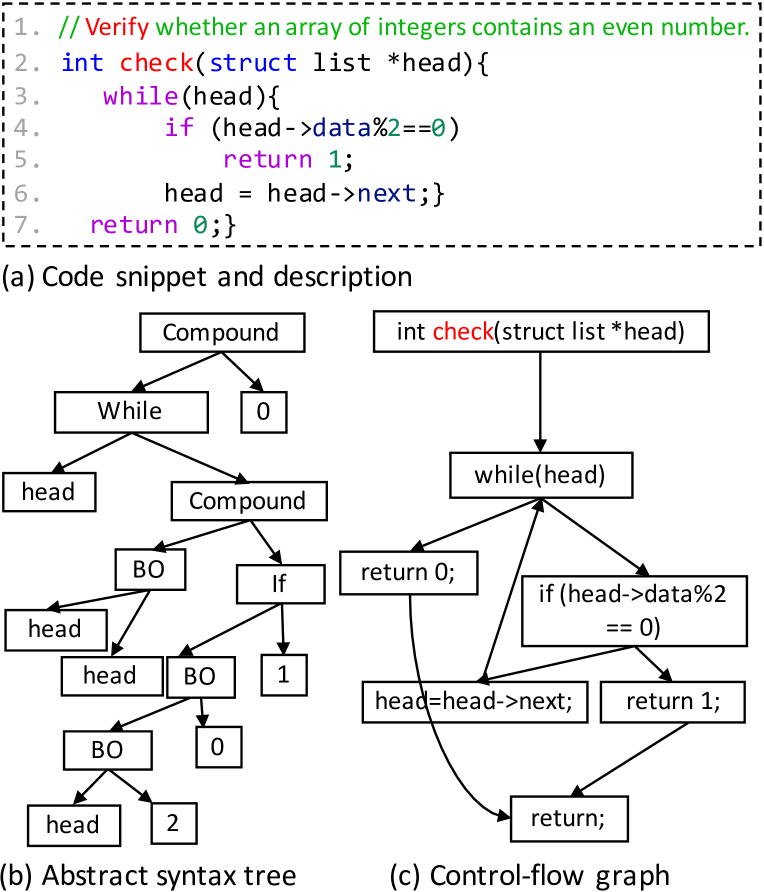 1. // Verify whether an array of integers contains an even number.
2. int check(struct list *head){
3. while(head){
4. if (head->data%2==0)
5. return 1;
6. head = head->next;}
7. return 0;}
(a) Code snippet and description
Compound
While
0
head
Compound
BO
If
head
head
BO
1
BO
0
head
2
(b) Abstract syntax tree
int check(struct list *head)
while(head)
return 0;
if (head->data%2
== 0)
head=head->next;
return 1;
return;
(c) Control-flow graph